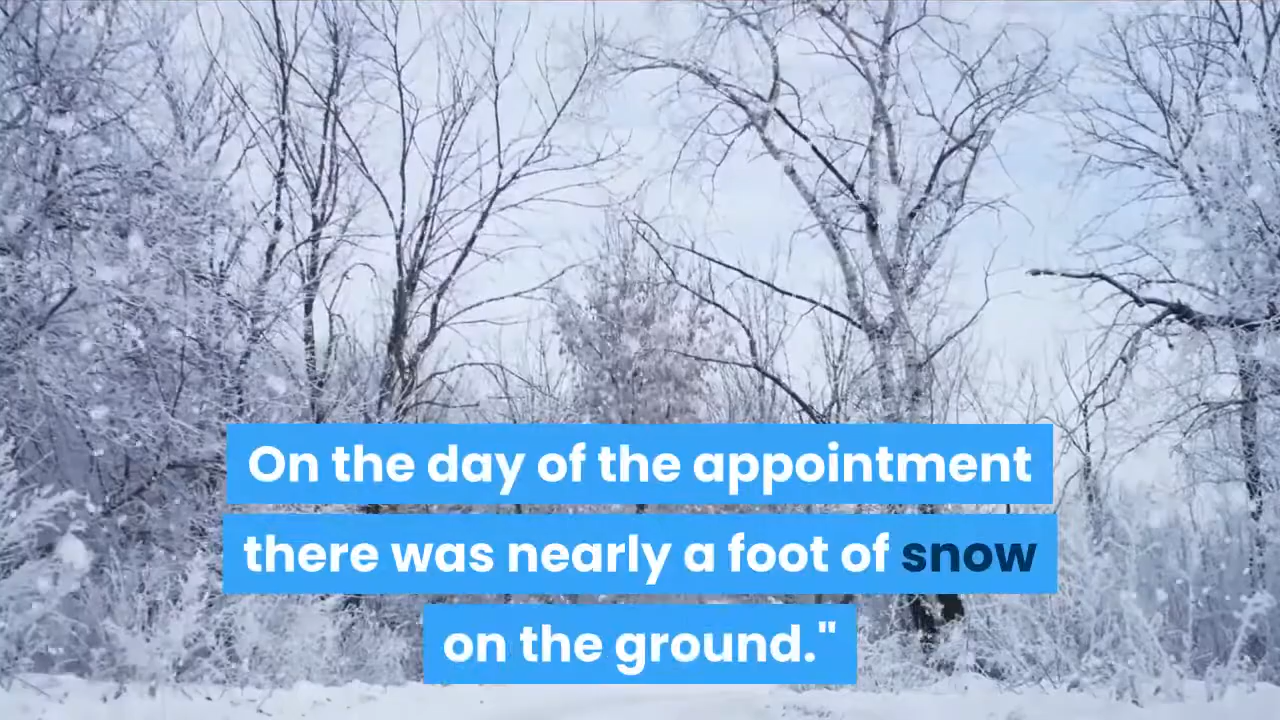 On the day of the appointment
there was nearly a foot of snow
on the ground."